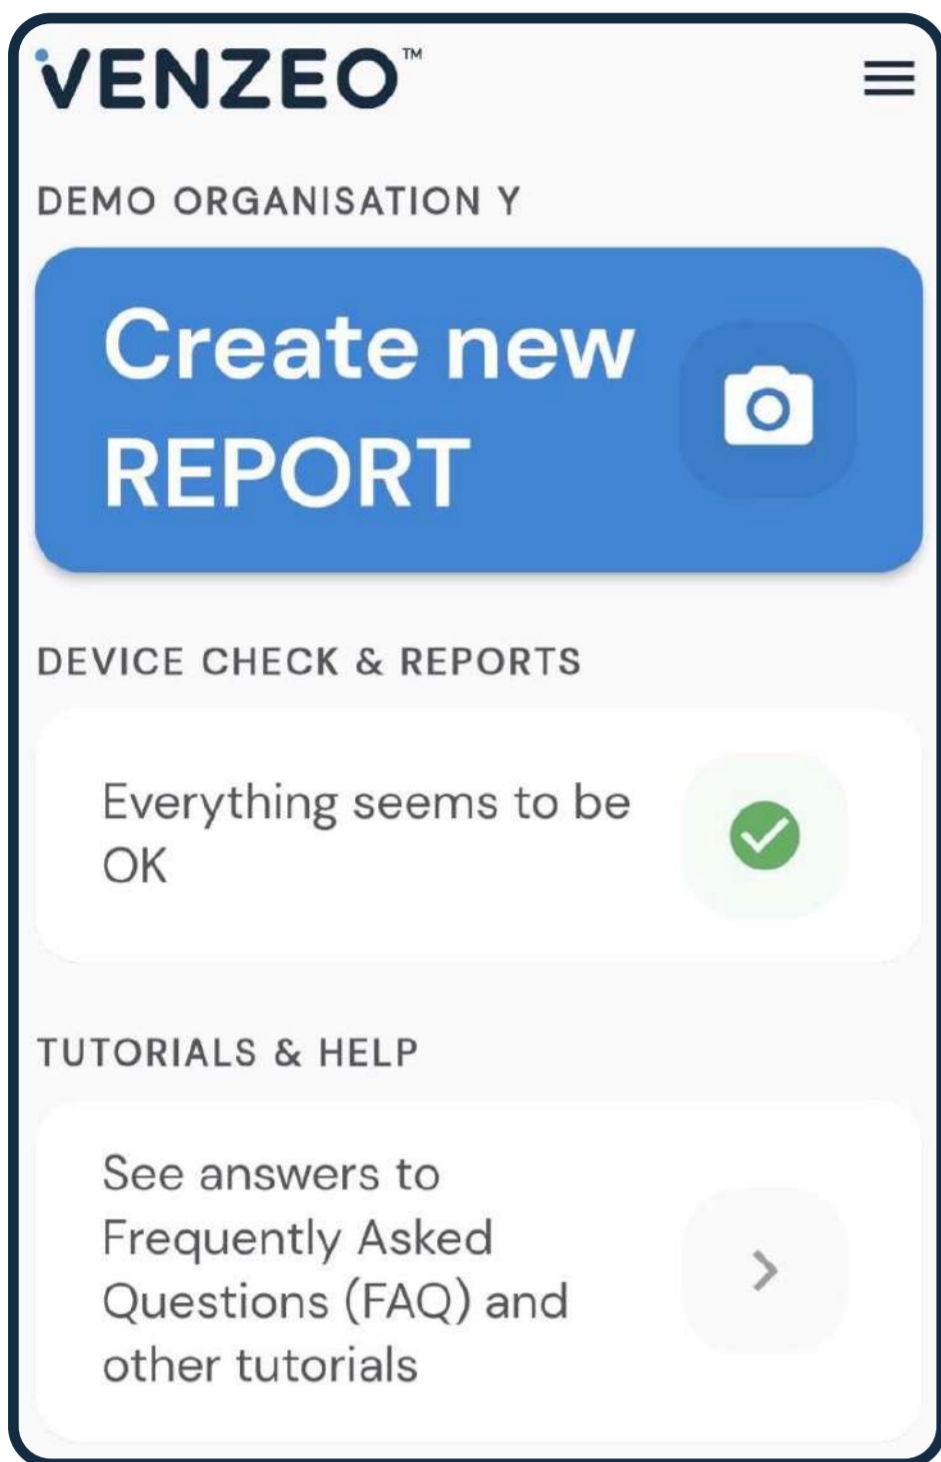 VENZEO™
DEMO ORGANISATION Y
Create new
REPORT
DEVICE CHECK & REPORTS
Everything seems to be
OK
TUTORIALS & HELP
See answers to
Frequently Asked
Questions (FAQ) and
other tutorials